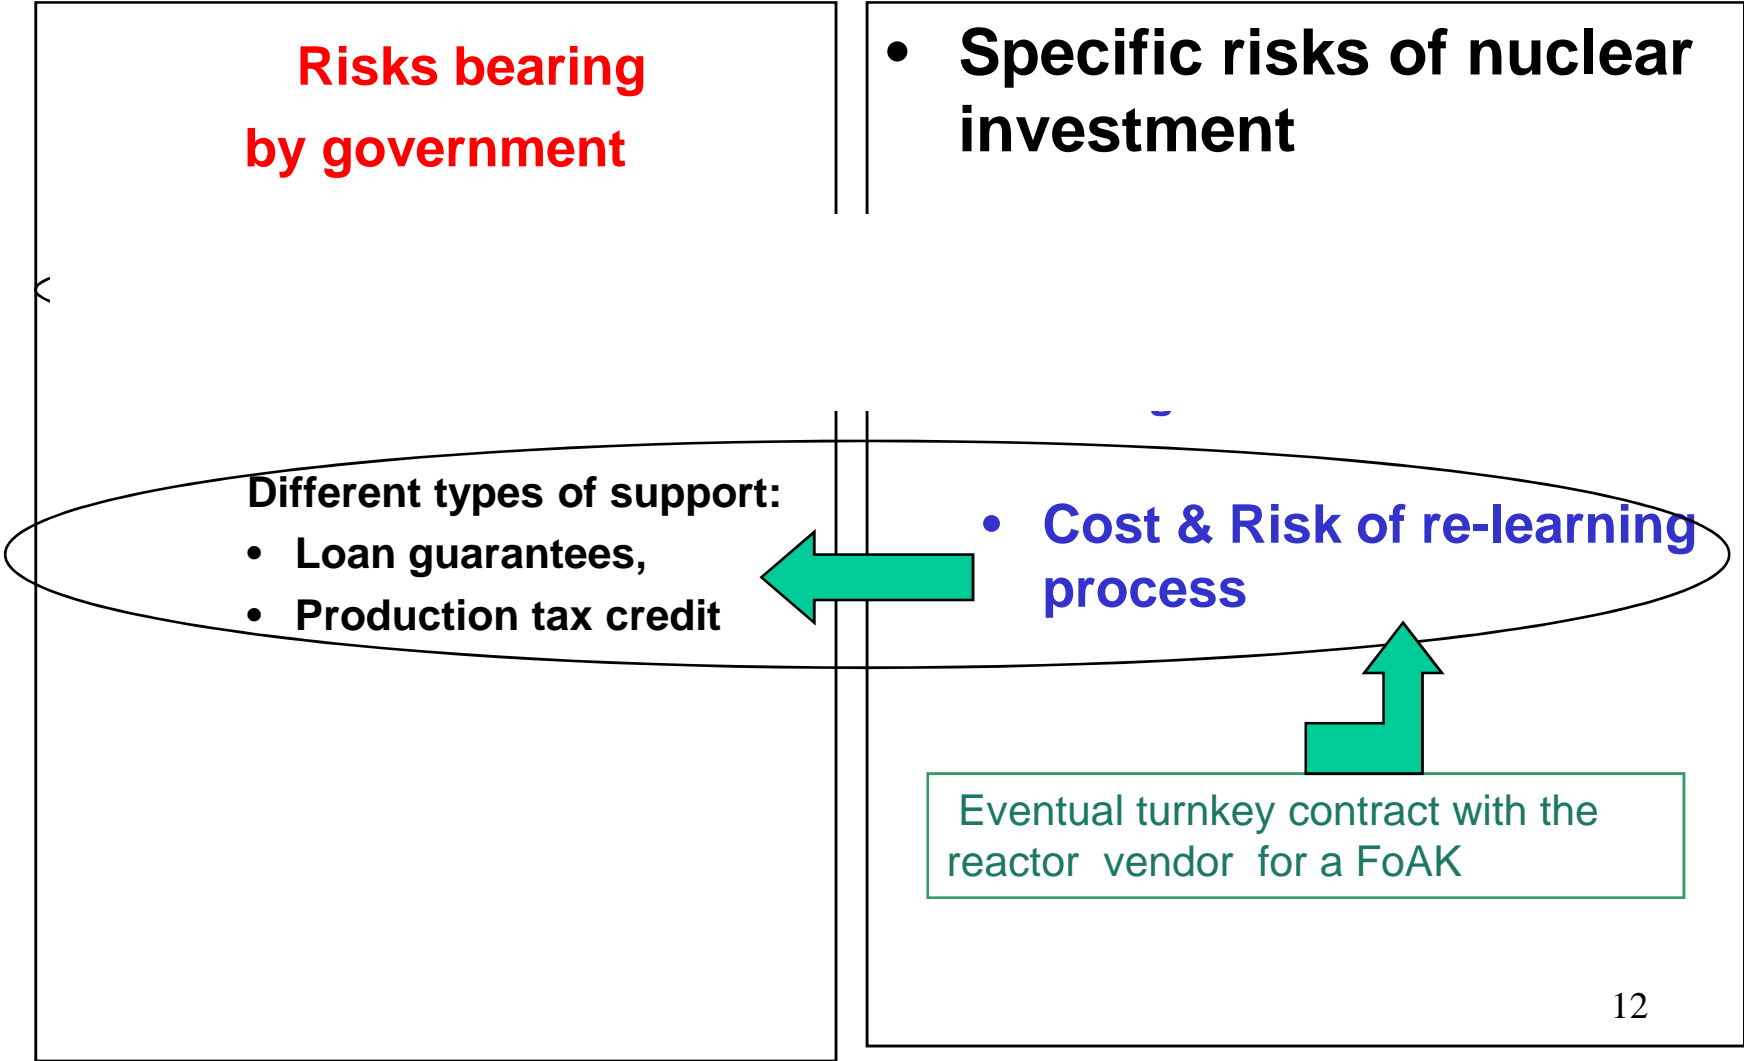 Risks bearing
by government
• Specific risks of nuclear
investment
Different types of support:
• Loan guarantees,
• Production tax credit
• Cost & Risk of re-learning
process
Eventual turnkey contract with the
reactor vendor for a FoAK
12